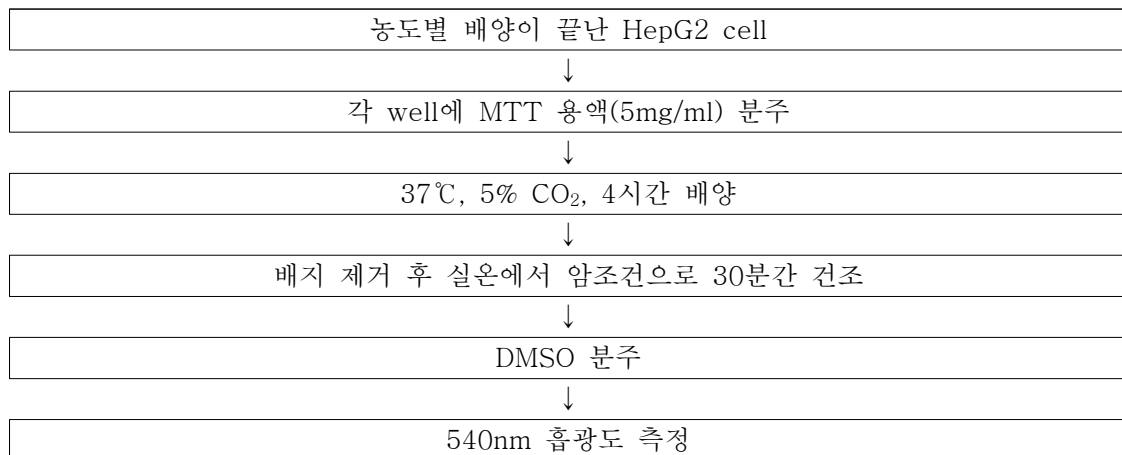 농도별 배양이 끝난 HepG2 cell
↓
각 well에 MTT 용액(5mg/ml) 분주
↓
37℃, 5% CO₂, 4시간 배양
↓
배지 제거 후 실온에서 암조건으로 30분간 건조
↓
DMSO 분주
↓
540nm 흡광도 측정